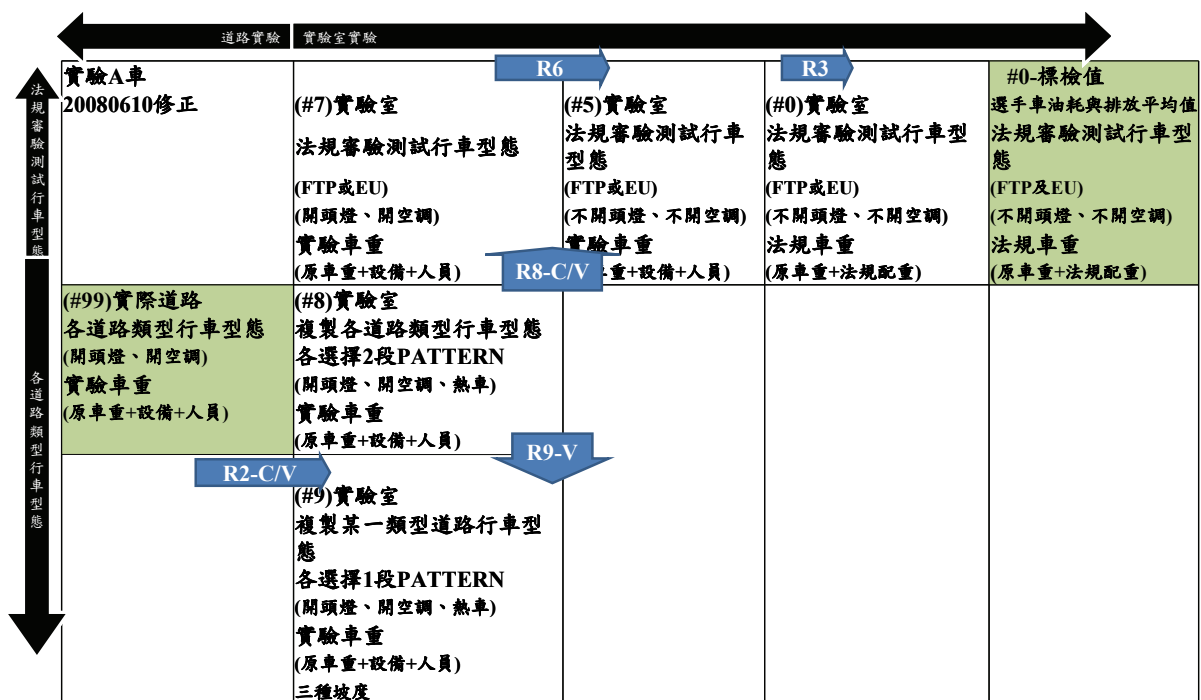 道路實驗
實驗室實驗
法規審驗測試行車型態
各道路類型行車型態
實驗A車
20080610修正
(#7)實驗室
法規審驗測試行車型態
(FTP或EU)
(開頭燈、開空調)
實驗車重
(原車重+設備+人員)
R6
(#5)實驗室
法規審驗測試行車
型態
(FTP或EU)
(不開頭燈、不開空調)
實驗車重
車重+設備+人員)
R3
(#0)實驗室
法規審驗測試行車型
態
(FTP或EU)
(不開頭燈、不開空調)
法規車重
(原車重+法規配重)
#0-標檢值
選手車油耗與排放平均值
法規審驗測試行車型
態
(FTP及EU)
(不開頭燈、不開空調)
法規車重
(原車重+法規配重)
R8-C/V
(#99)實際道路
各道路類型行車型態
(開頭燈、開空調)
實驗車重
(原車重+設備+人員)
(#8)實驗室
複製各道路類型行車型態
各選擇2段PATTERN
(開頭燈、開空調、熱車)
實驗車重
(原車重+設備+人員)
R9-V
R2-C/V
(#9)實驗室
複製某一類型道路行車型
態
各選擇1段PATTERN
(開頭燈、開空調、熱車)
實驗車重
(原車重+設備+人員)
三種坡度